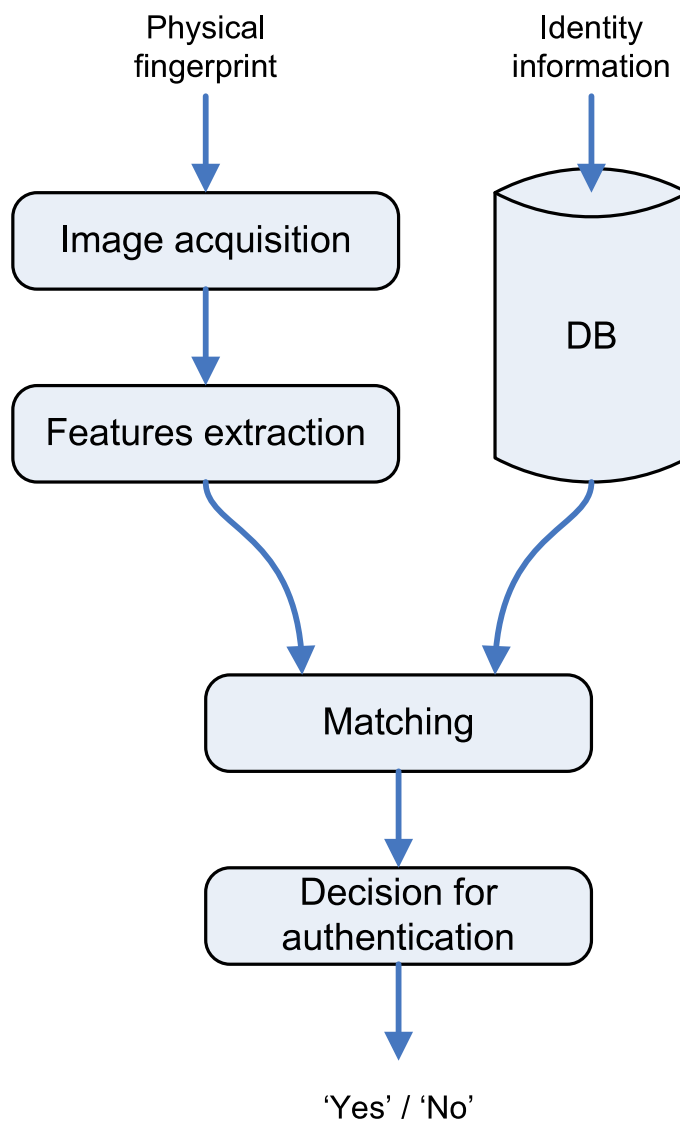 Physical
fingerprint
Identity
information
Image acquisition
DB
Features extraction
Matching
Decision for
authentication
‘Yes’ / ‘No’